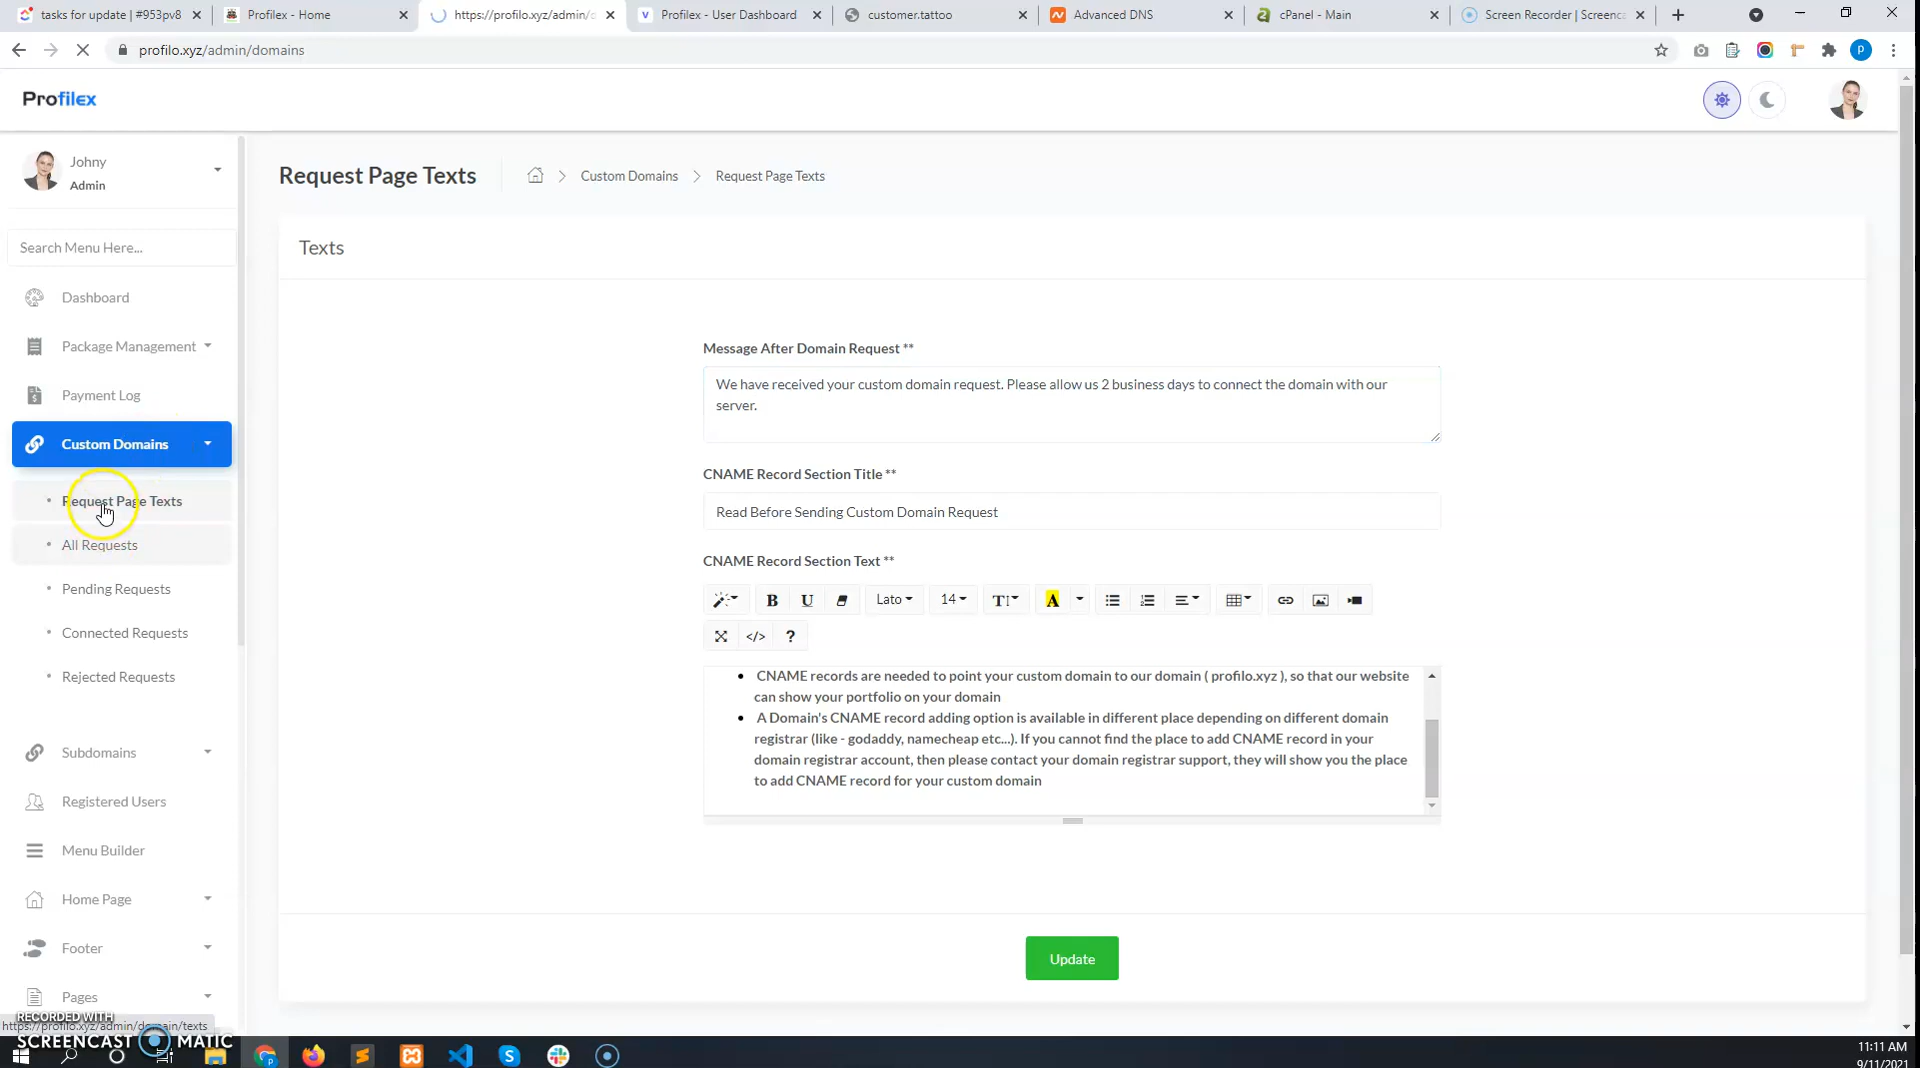 tasks for update | #953pv8
Profilex - Home
https://profilo.xyz/admin/d
Profilex - User Dashboard
customer.tattoo
Advanced DNS
cPanel - Main
Screen Recorder | Screenca
profilo.xyz/admin/domains
P
Profilex
Johny
Admin
Search Menu Here...
Dashboard
Package Management
Payment Log
Custom Domains
Request Page Texts
All Requests
Pending Requests
Connected Requests
Rejected Requests
Subdomains
Registered Users
Menu Builder
Home Page
Footer
Pages
Request Page Texts
Custom Domains
Request Page Texts
Texts
Message After Domain Request **
We have received your custom domain request. Please allow us 2 business days to connect the domain with our
server.
CNAME Record Section Title **
Read Before Sending Custom Domain Request
CNAME Record Section Text **
B U Lato 14 T A
</> ?
CNAME records are needed to point your custom domain to our domain ( profilo.xyz ), so that our website
can show your portfolio on your domain
A Domain's CNAME record adding option is available in different place depending on different domain
registrar (like - godaddy, namecheap etc...). If you cannot find the place to add CNAME record in your
domain registrar account, then please contact your domain registrar support, they will show you the place
to add CNAME record for your custom domain
Update
RECORDED WITH
https://profilo.xyz/admin/domain/texts
SCREENCAST MATIC
11:11 AM
9/11/2021